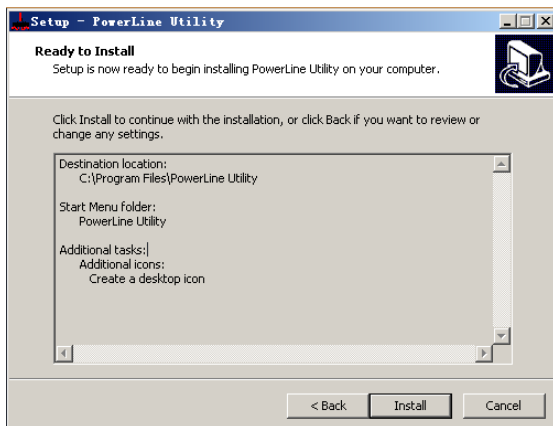 Setup - PowerLine Utility
Ready to Install
Setup is now ready to begin installing PowerLine Utility on your computer.
Click Install to continue with the installation, or click Back if you want to review or
change any settings.
Destination location:
C:\Program Files\PowerLine Utility
Start Menu folder:
PowerLine Utility
Additional tasks:
Additional icons:
Create a desktop icon
< Back
Install
Cancel